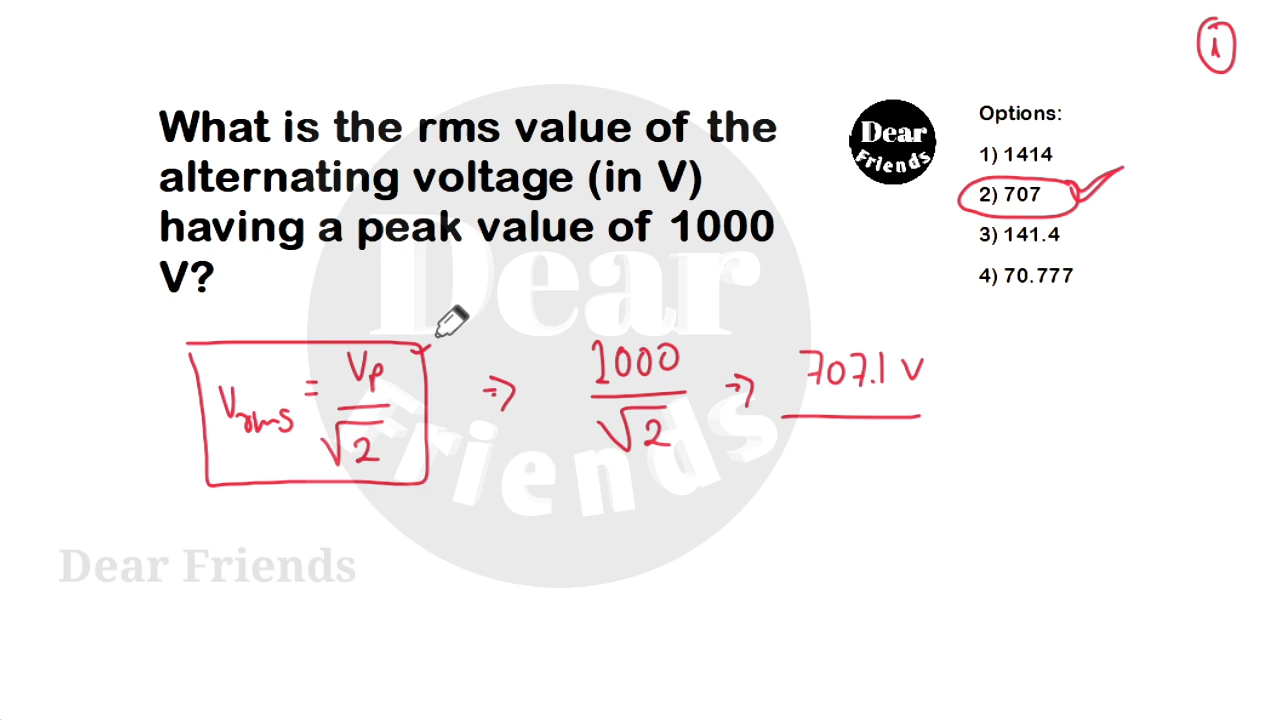 1
What is the rms value of the
alternating voltage (in V)
having a peak value of 1000
V?
Dear
Friends
Options:
1) 1414
2) 707
3) 141.4
4) 70.777
Vrms = Vp/√2 ⇒ 1000/√2 ⇒ 707.1 V
Dear
Friends
Dear Friends